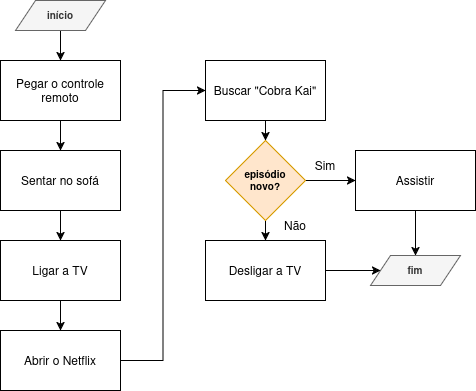 início
Pegar o controle
remoto
Sentar no sofá
Ligar a TV
Abrir o Netflix
Buscar "Cobra Kai"
episódio
novo?
Sim
Assistir
Não
Desligar a TV
fim